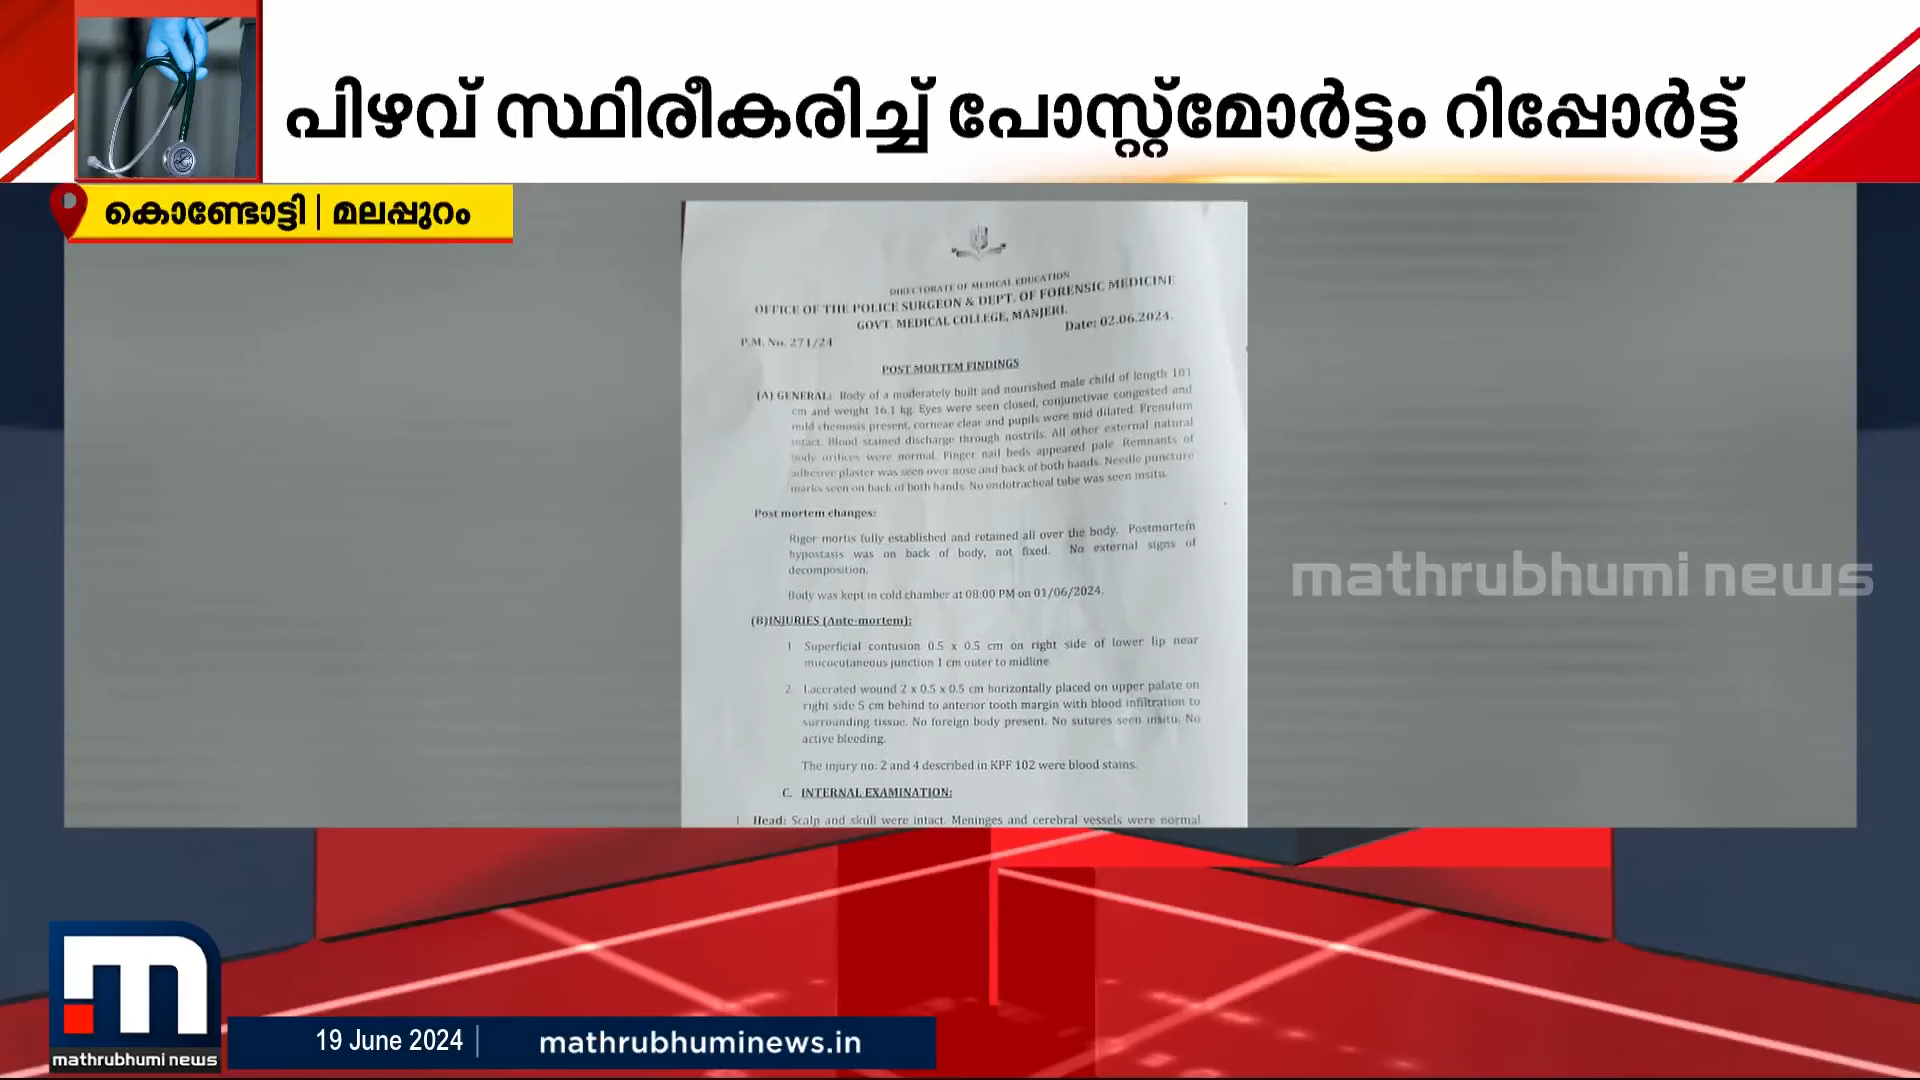 പിഴവ് സ്ഥിരീകരിച്ച് പോസ്റ്റ്മോർട്ടം റിപ്പോർട്ട്
കൊണ്ടോട്ടി | മലപ്പുറം
DIRECTORATE OF MEDICAL EDUCATION
OFFICE OF THE POLICE SURGEON & DEPT. OF FORENSIC MEDICINE
GOVT. MEDICAL COLLEGE, MANJERI.
Date: 02.06.2024.
P.M. No. 271/24
POST MORTEM FINDINGS
(A) GENERAL: Body of a moderately built and nourished male child of length 101
cm and weight 16.1 kg. Eyes were seen closed, conjunctivae congested and
mild chemosis present, corneae clear and pupils were mid dilated. Frenulum
intact. Blood stained discharge through nostrils. All other external natural
body orifices were normal. Finger nail beds appeared pale. Remnants of
adhesive plaster was seen over nose and back of both hands. Needle puncture
marks seen on back of both hands. No endotracheal tube was seen insitu.
Post mortem changes:
Rigor mortis fully established and retained all over the body. Postmortem
hypostasis was on back of body, not fixed. No external signs of
decomposition.
Body was kept in cold chamber at 08:00 PM on 01/06/2024.
(B)INJURIES (Ante-mortem):
1 Superficial contusion 0.5 x 0.5 cm on right side of lower lip near
mucocutaneous junction 1 cm outer to midline
2 Lacerated wound 2 x 0.5 x 0.5 cm horizontally placed on upper palate on
right side 5 cm behind to anterior tooth margin with blood infiltration to
surrounding tissue. No foreign body present. No sutures seen insitu. No
active bleeding.
The injury no: 2 and 4 described in KPF 102 were blood stains.
C. INTERNAL EXAMINATION:
1 Head: Scalp and skull were intact. Meninges and cerebral vessels were normal
mathrubhumi news
mathrubhumi news
19 June 2024 | mathrubhuminews.in